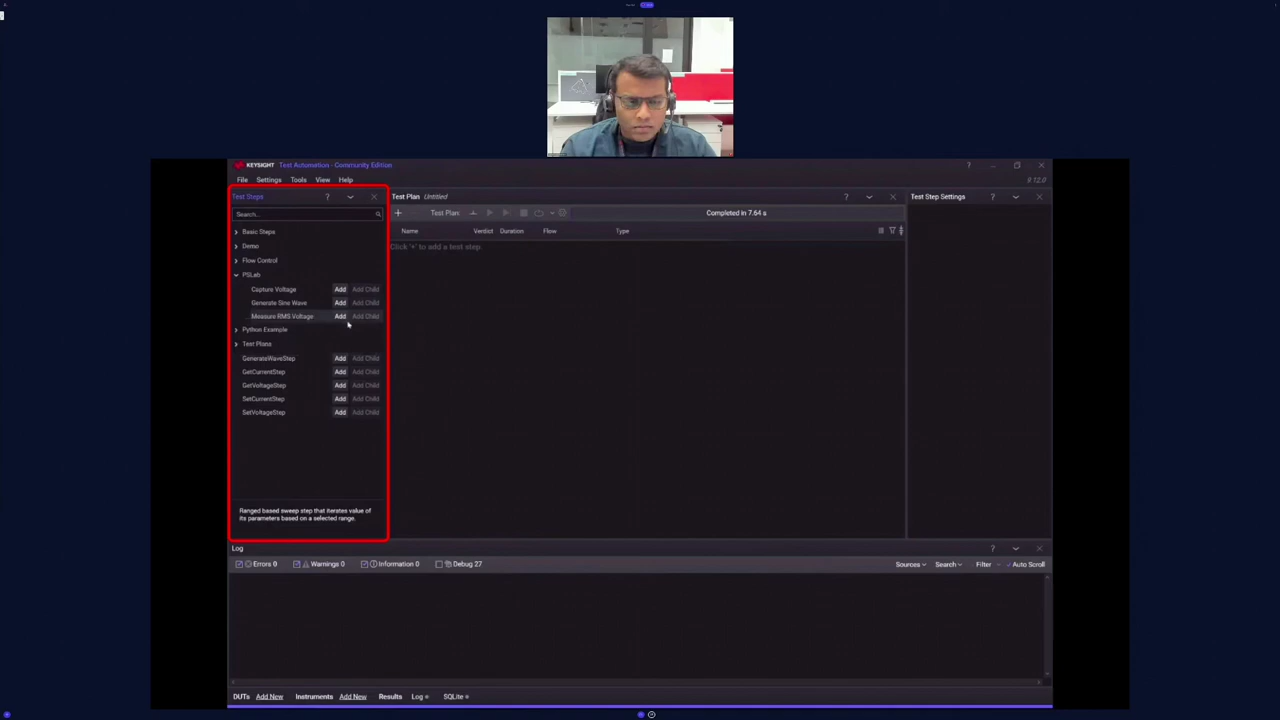 KEYSIGHT Test Automation - Community Edition
File Settings Tools View Help 9.12.0
Test Steps
Search...
Basic Steps
Demo
Flow Control
PSLab
Capture Voltage Add Add Child
Generate Sine Wave Add Add Child
Measure RMS Voltage Add Add Child
Python Example
Test Plans
GenerateWaveStep Add Add Child
GetCurrentStep Add Add Child
GetVoltageStep Add Add Child
SetCurrentStep Add Add Child
SetVoltageStep Add Add Child
Ranged based sweep step that iterates value of
its parameters based on a selected range.
Test Plan Untitled
Test Plan: Completed in 7.64 s
Name Verdict Duration Flow Type
Click '+' to add a test step.
Test Step Settings
Log
Errors 0 Warnings 0 Information 0 Debug 27 Sources Search Filter Auto Scroll
DUTs Add New Instruments Add New Results Log SQLite